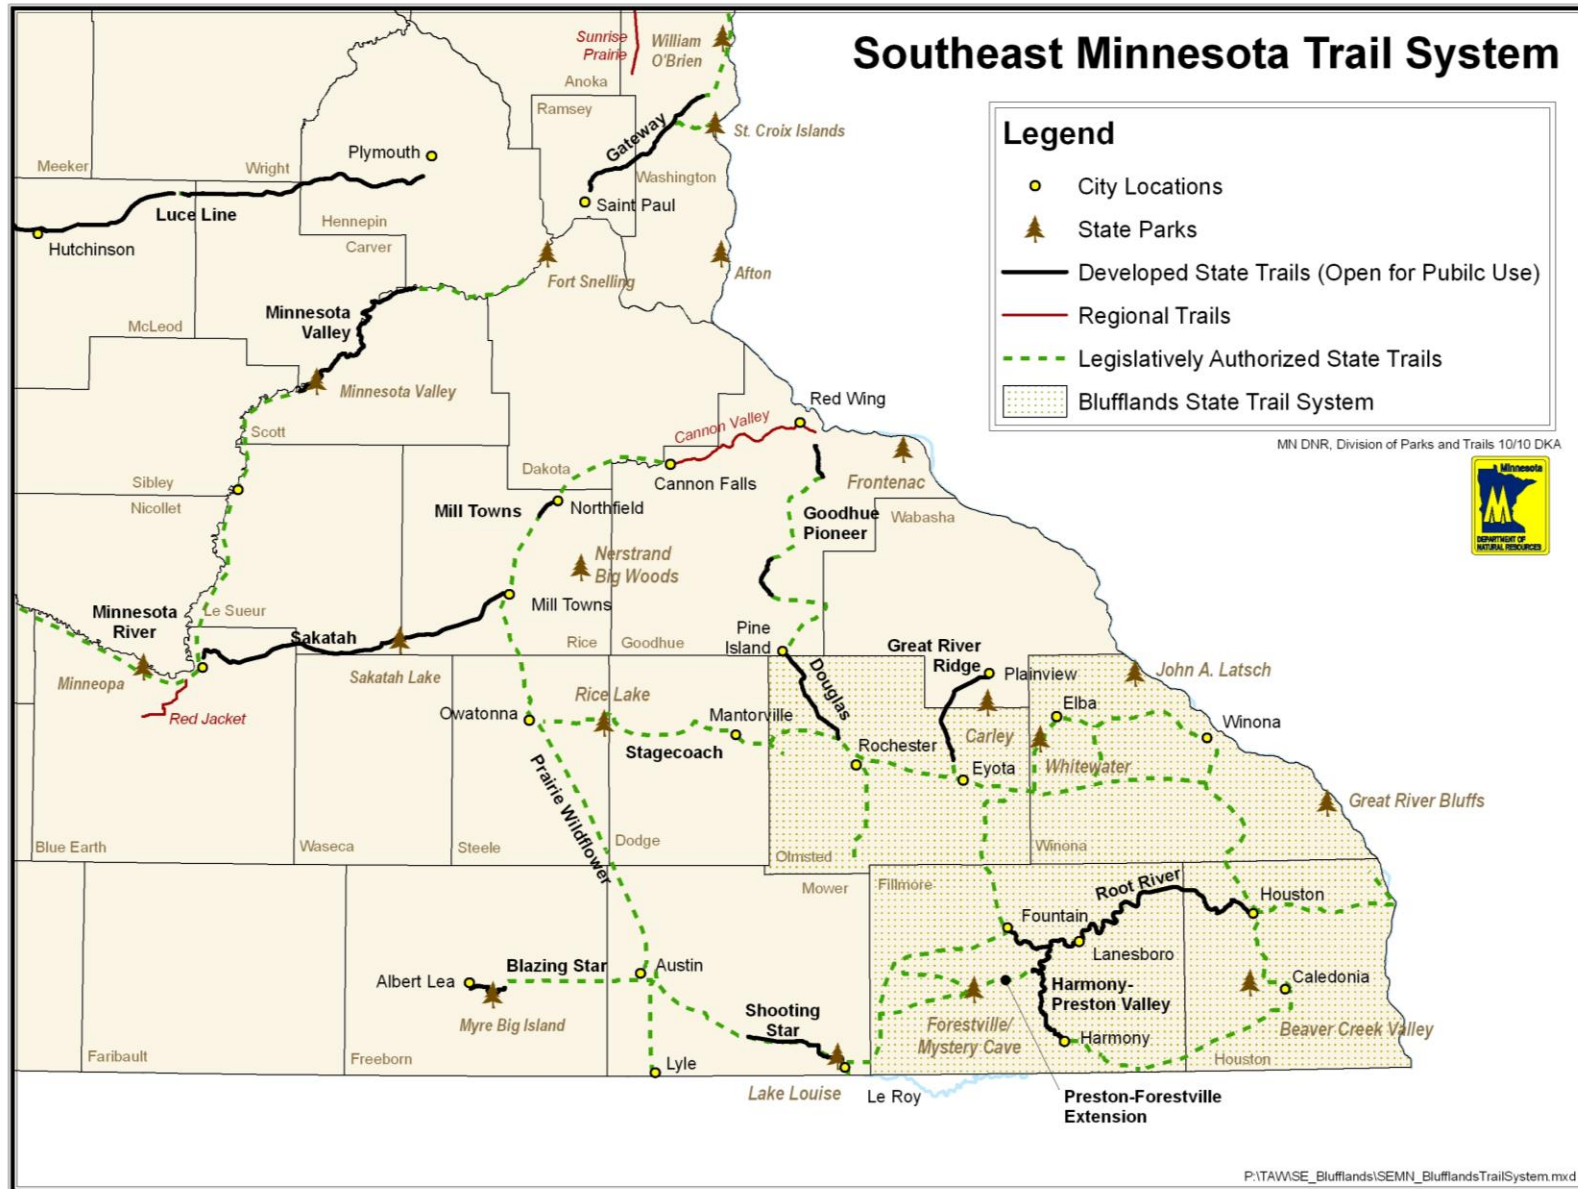 Southeast Minnesota Trail System
Legend
City Locations
State Parks
Developed State Trails (Open for Pubilc Use)
Regional Trails
Legislatively Authorized State Trails
Blufflands State Trail System
MN DNR, Division of Parks and Trails 10/10 DKA
Minnesota
DEPARTMENT OF
NATURAL RESOURCES
Sunrise
Prairie
William
O'Brien
Anoka
Ramsey
Gateway
St. Croix Islands
Meeker
Wright
Plymouth
Washington
Saint Paul
Luce Line
Hennepin
Carver
Hutchinson
Fort Snelling
Afton
McLeod
Minnesota
Valley
Minnesota Valley
Scott
Red Wing
Cannon Valley
Dakota
Cannon Falls
Frontenac
Sibley
Nicollet
Mill Towns
Northfield
Goodhue
Pioneer
Wabasha
Nerstrand
Big Woods
Le Sueur
Minnesota
River
Mill Towns
Sakatah
Rice
Goodhue
Pine
Island
Great River
Ridge
Plainview
Minneopa
Sakatah Lake
Douglas
John A. Latsch
Red Jacket
Rice Lake
Owatonna
Mantorville
Elba
Winona
Stagecoach
Rochester
Carley
Eyota
Whitewater
Prairie Wildflower
Great River Bluffs
Blue Earth
Waseca
Steele
Dodge
Olmsted
Winona
Mower
Fillmore
Root River
Houston
Fountain
Lanesboro
Albert Lea
Blazing Star
Austin
Harmony-
Preston Valley
Caledonia
Myre Big Island
Shooting
Star
Forestville/
Mystery Cave
Harmony
Beaver Creek Valley
Faribault
Freeborn
Lyle
Houston
Lake Louise
Le Roy
Preston-Forestville
Extension
P:\TAW\SE_Blufflands\SEMN_BlufflandsTrailSystem.mxd